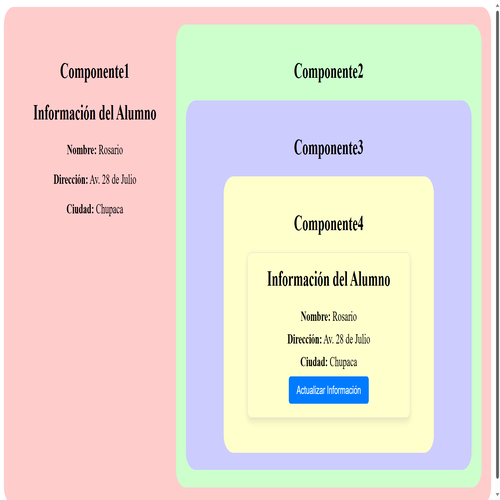 Componente1
Información del Alumno
Nombre: Rosario
Dirección: Av. 28 de Julio
Ciudad: Chupaca
Componente2
Componente3
Componente4
Información del Alumno
Nombre: Rosario
Dirección: Av. 28 de Julio
Ciudad: Chupaca
Actualizar Información